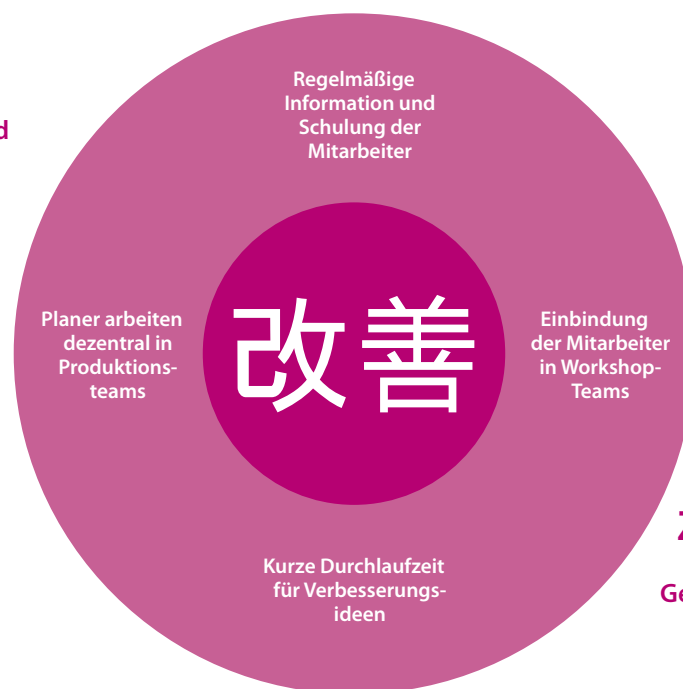 Regelmäßige
Information und
Schulung der
Mitarbeiter
Planer arbeiten
dezentral in
Produktions-
teams
改善
Einbindung
der Mitarbeiter
in Workshop-
Teams
Kurze Durchlaufzeit
für Verbesserungs-
ideen